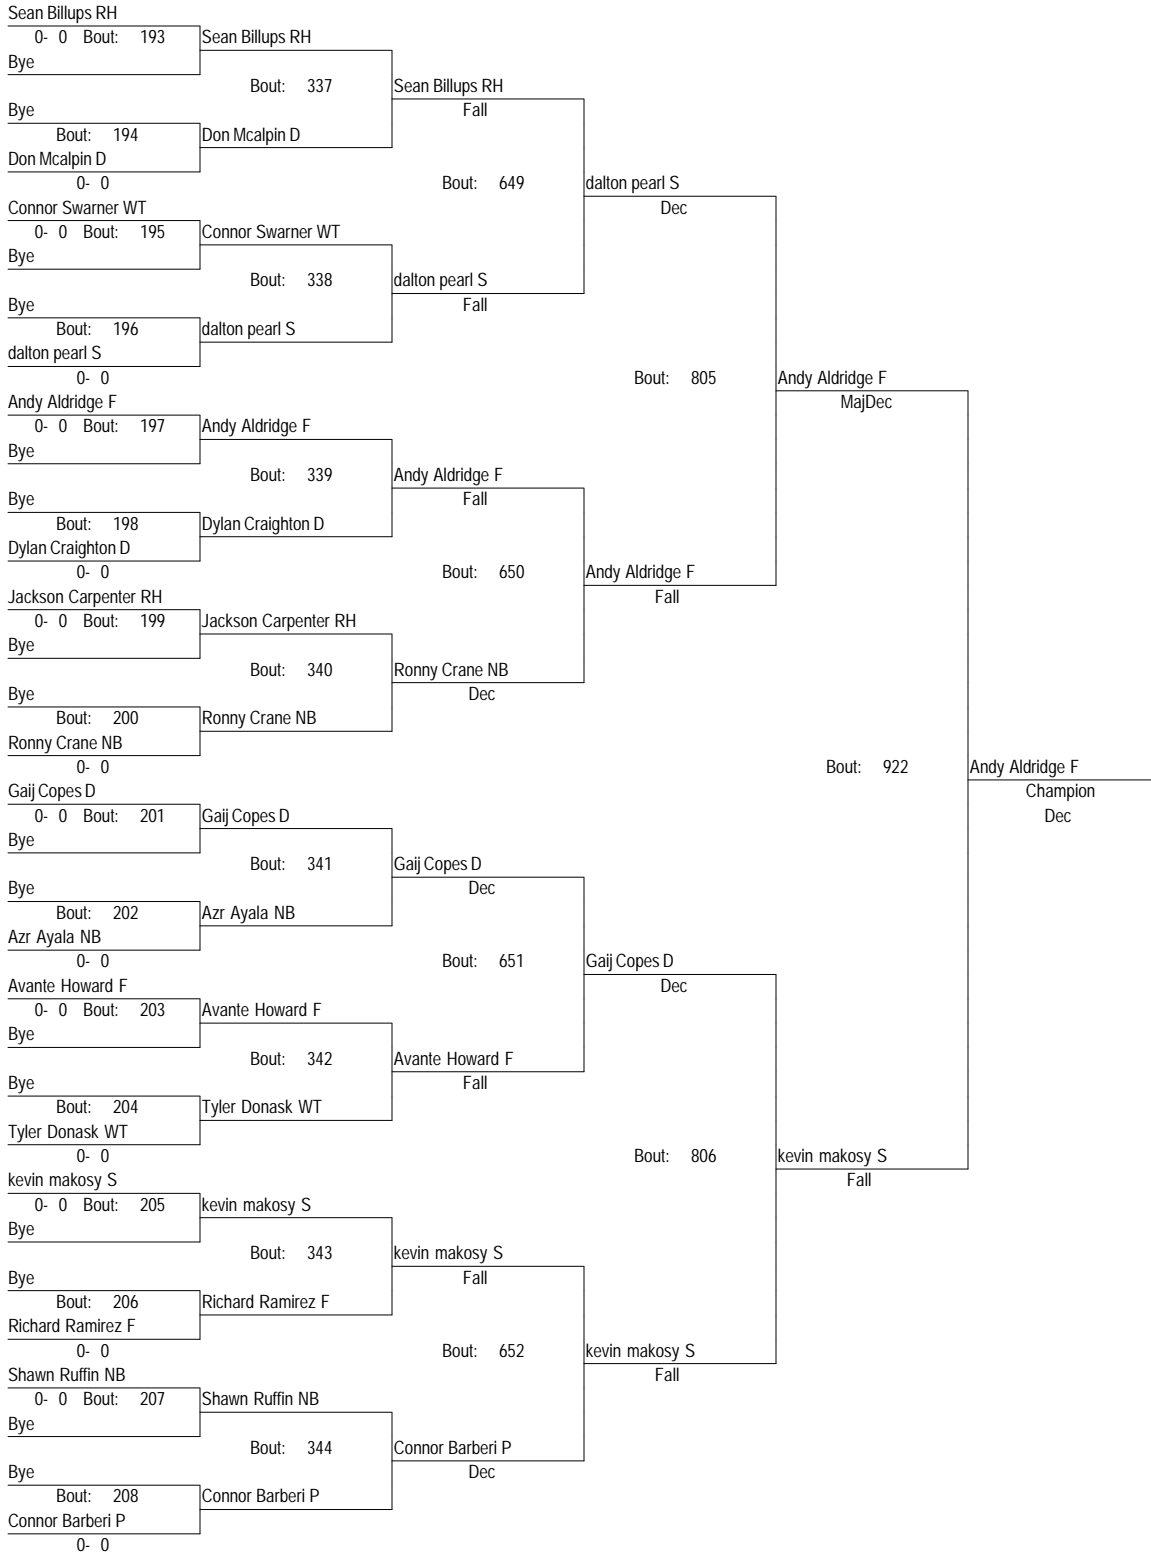 Sean Billups RH
0- 0 Bout: 193 Sean Billups RH
Bye
Bout: 337 Sean Billups RH
Bye Fall
Bout: 194 Don Mcalpin D
Don Mcalpin D
0- 0 Bout: 649 dalton pearl S
Connor Swarner WT Dec
0- 0 Bout: 195 Connor Swarner WT
Bye
Bout: 338 dalton pearl S
Bye Fall
Bout: 196 dalton pearl S
dalton pearl S
0- 0 Bout: 805 Andy Aldridge F
Andy Aldridge F MajDec
0- 0 Bout: 197 Andy Aldridge F
Bye
Bout: 339 Andy Aldridge F
Bye Fall
Bout: 198 Dylan Craighton D
Dylan Craighton D
0- 0 Bout: 650 Andy Aldridge F
Jackson Carpenter RH Fall
0- 0 Bout: 199 Jackson Carpenter RH
Bye
Bout: 340 Ronny Crane NB
Bye Dec
Bout: 200 Ronny Crane NB
Ronny Crane NB
0- 0 Bout: 922 Andy Aldridge F
Gaij Copes D Champion
0- 0 Bout: 201 Gaij Copes D Dec
Bye
Bout: 341 Gaij Copes D
Bye Dec
Bout: 202 Azr Ayala NB
Azr Ayala NB
0- 0 Bout: 651 Gaij Copes D
Avante Howard F Dec
0- 0 Bout: 203 Avante Howard F
Bye
Bout: 342 Avante Howard F
Bye Fall
Bout: 204 Tyler Donask WT
Tyler Donask WT
0- 0 Bout: 806 kevin makosy S
kevin makosy S Fall
0- 0 Bout: 205 kevin makosy S
Bye
Bout: 343 kevin makosy S
Bye Fall
Bout: 206 Richard Ramirez F
Richard Ramirez F
0- 0 Bout: 652 kevin makosy S
Shawn Ruffin NB Fall
0- 0 Bout: 207 Shawn Ruffin NB
Bye
Bout: 344 Connor Barberi P
Bye Dec
Bout: 208 Connor Barberi P
Connor Barberi P
0- 0